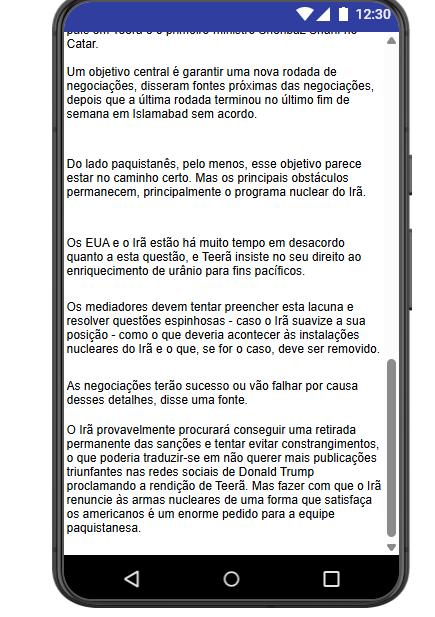 12:30
país em Teerã e o primeiro-ministro Shehbaz Sharif no
Catar.
Um objetivo central é garantir uma nova rodada de
negociações, disseram fontes próximas das negociações,
depois que a última rodada terminou no último fim de
semana em Islamabad sem acordo.
Do lado paquistanês, pelo menos, esse objetivo parece
estar no caminho certo. Mas os principais obstáculos
permanecem, principalmente o programa nuclear do Irã.
Os EUA e o Irã estão há muito tempo em desacordo
quanto a esta questão, e Teerã insiste no seu direito ao
enriquecimento de urânio para fins pacíficos.
Os mediadores devem tentar preencher esta lacuna e
resolver questões espinhosas - caso o Irã suavize a sua
posição - como o que deveria acontecer às instalações
nucleares do Irã e o que, se for o caso, deve ser removido.
As negociações terão sucesso ou vão falhar por causa
desses detalhes, disse uma fonte.
O Irã provavelmente procurará conseguir uma retirada
permanente das sanções e tentar evitar constrangimentos,
o que poderia traduzir-se em não querer mais publicações
triunfantes nas redes sociais de Donald Trump
proclamando a rendição de Teerã. Mas fazer com que o Irã
renuncie às armas nucleares de uma forma que satisfaça
os americanos é um enorme pedido para a equipe
paquistanesa.